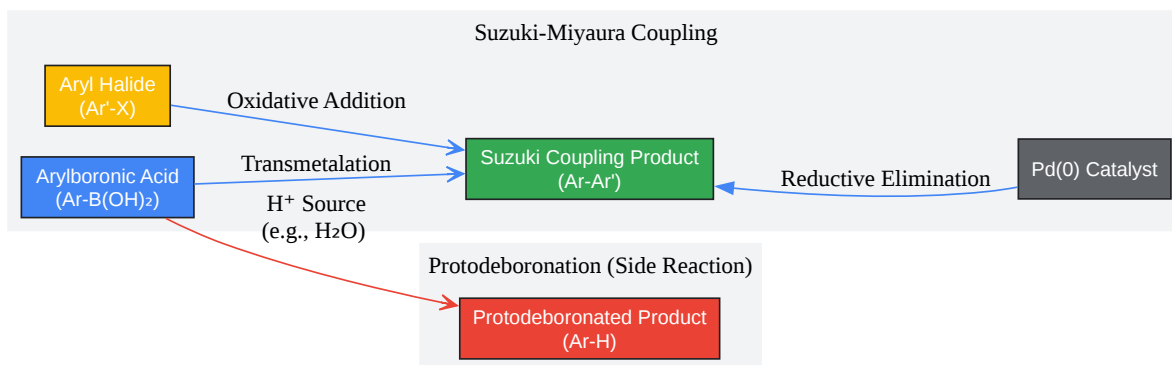 Suzuki-Miyaura Coupling
Aryl Halide
(Ar'-X)
Oxidative Addition
Arylboronic Acid
(Ar-B(OH)₂)
Transmetalation
Suzuki Coupling Product
(Ar-Ar')
Reductive Elimination
Pd(0) Catalyst
H⁺ Source
(e.g., H₂O)
Protodeboronation (Side Reaction)
Protodeboronated Product
(Ar-H)